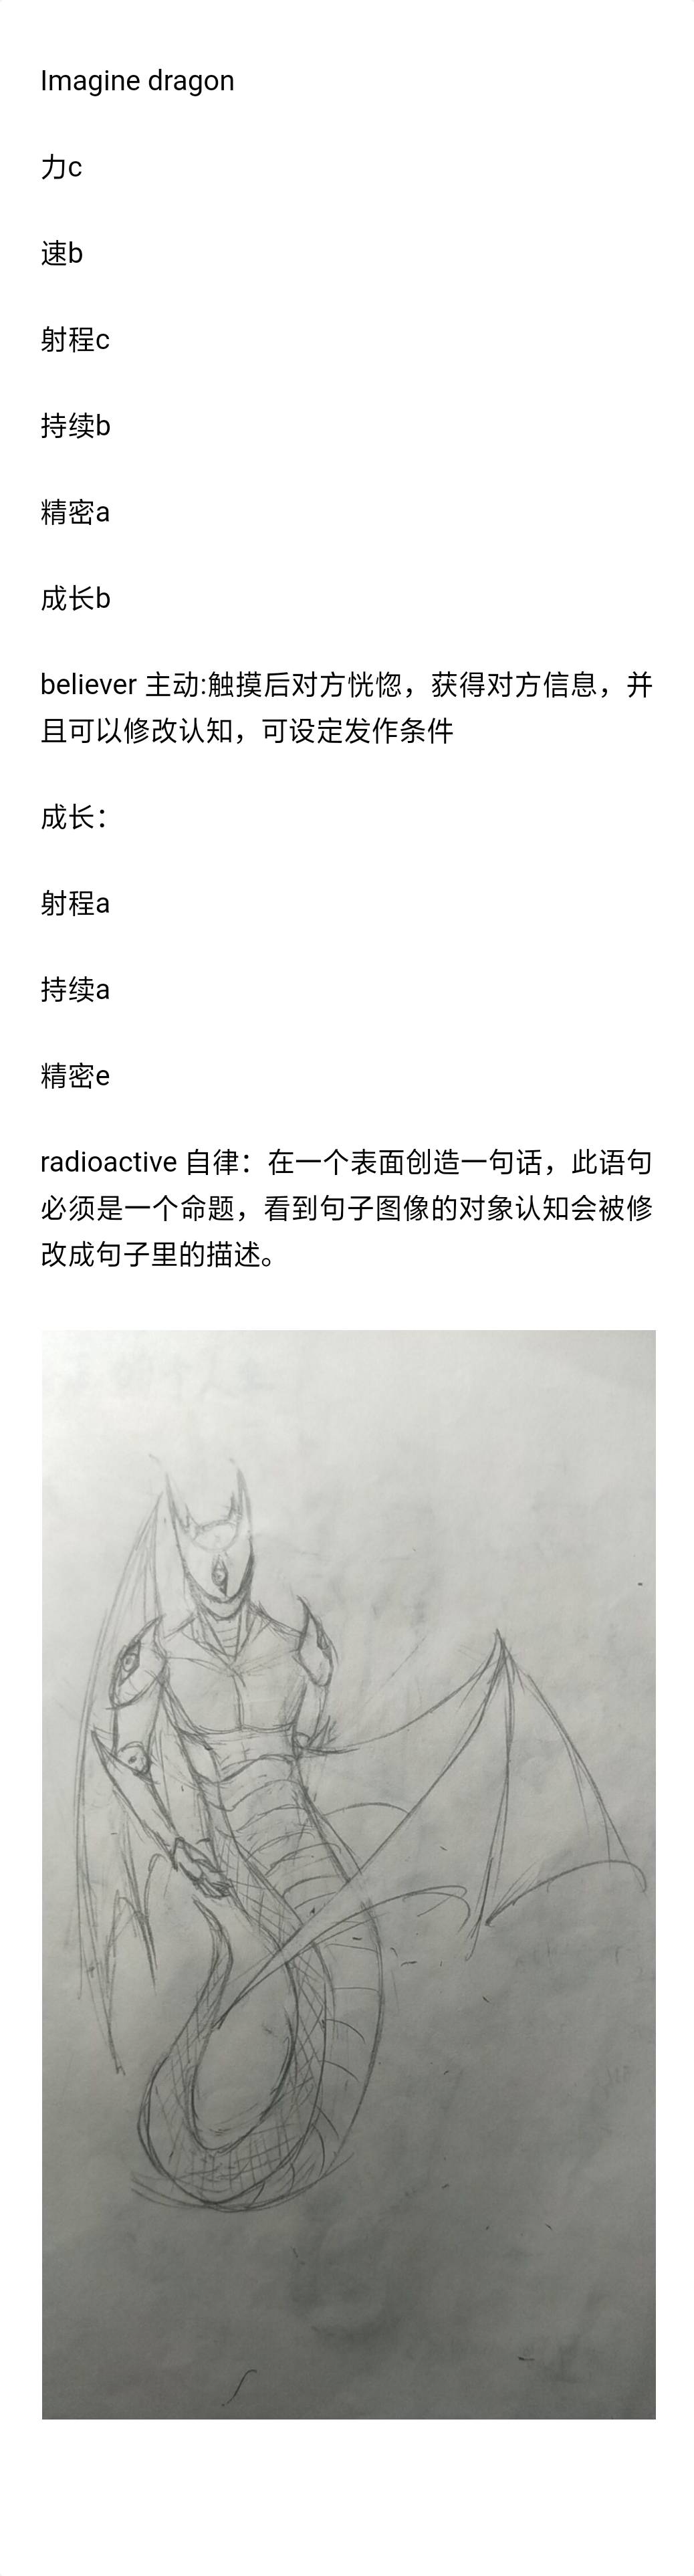 Imagine dragon
力c
速b
射程c
持续b
精密a
成长b
believer 主动:触摸后对方恍惚，获得对方信息，并
且可以修改认知，可设定发作条件
成长：
射程a
持续a
精密e
radioactive 自律：在一个表面创造一句话，此语句
必须是一个命题，看到句子图像的对象认知会被修
改成句子里的描述。